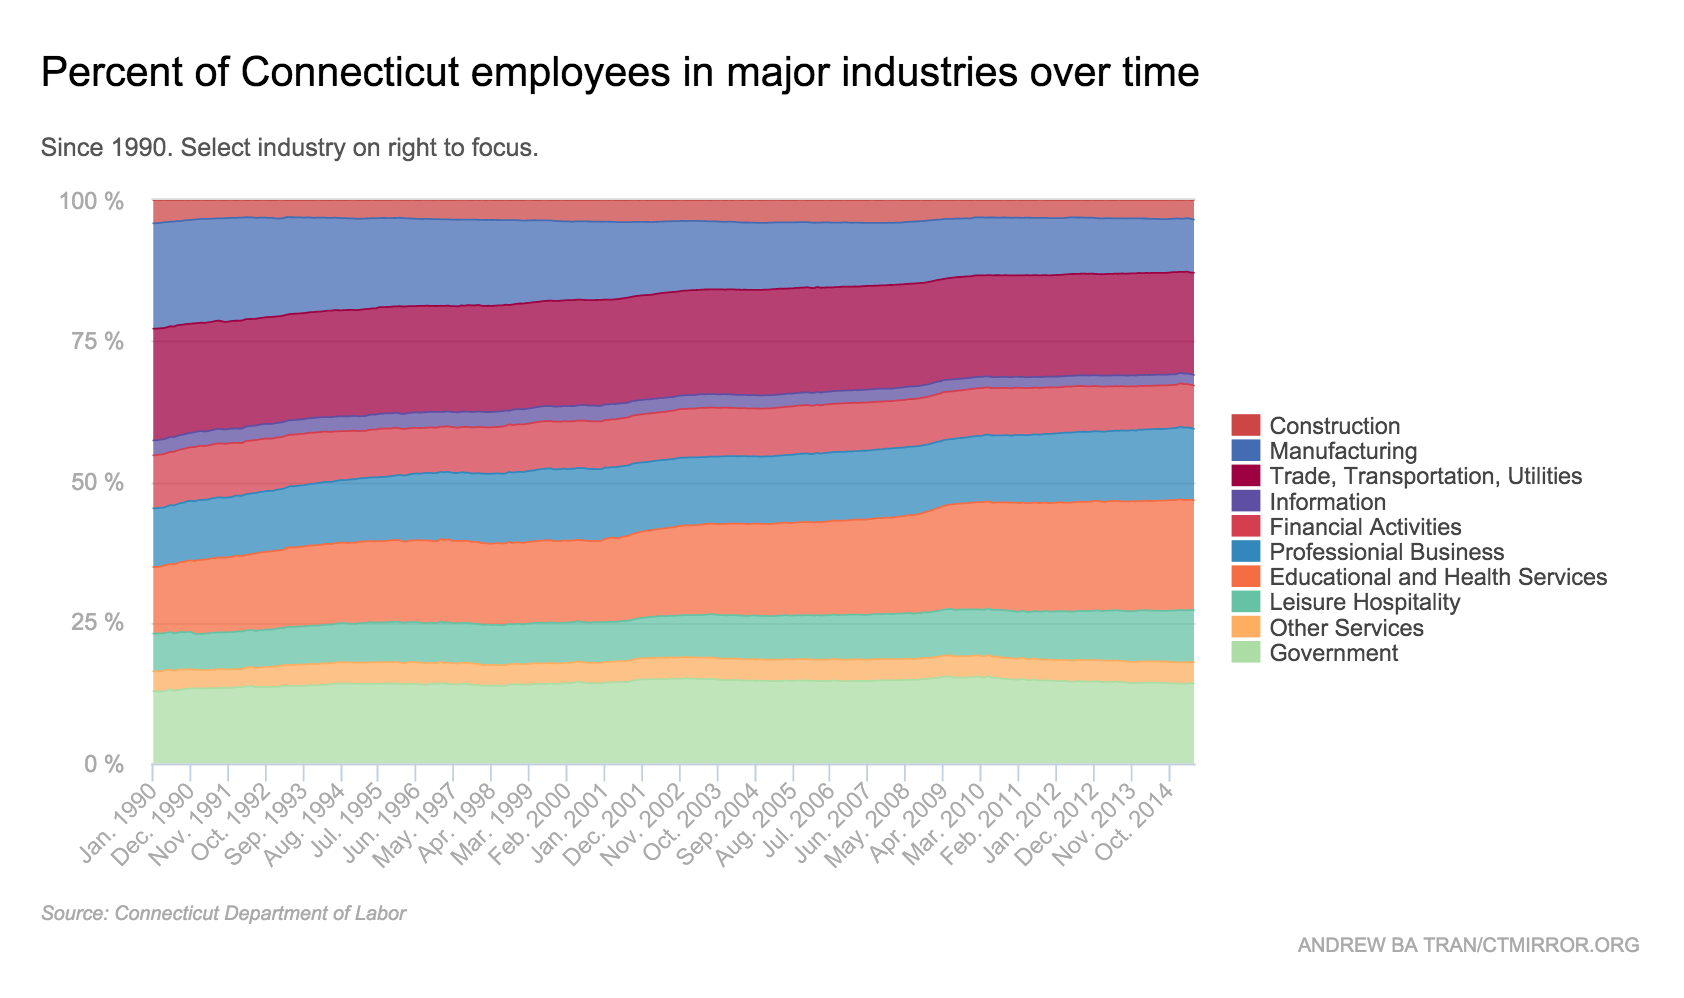 Percent of Connecticut employees in major industries over time
Since 1990. Select industry on right to focus.
100 %
75 %
50 %
25 %
0 %
Jan. 1990
Dec. 1990
Nov. 1991
Oct. 1992
Sep. 1993
Aug. 1994
Jul. 1995
Jun. 1996
May. 1997
Apr. 1998
Mar. 1999
Feb. 2000
Jan. 2001
Dec. 2001
Nov. 2002
Oct. 2003
Sep. 2004
Aug. 2005
Jul. 2006
Jun. 2007
May. 2008
Apr. 2009
Mar. 2010
Feb. 2011
Jan. 2012
Dec. 2012
Nov. 2013
Oct. 2014
Construction
Manufacturing
Trade, Transportation, Utilities
Information
Financial Activities
Professionial Business
Educational and Health Services
Leisure Hospitality
Other Services
Government
Source: Connecticut Department of Labor
ANDREW BA TRAN/CTMIRROR.ORG